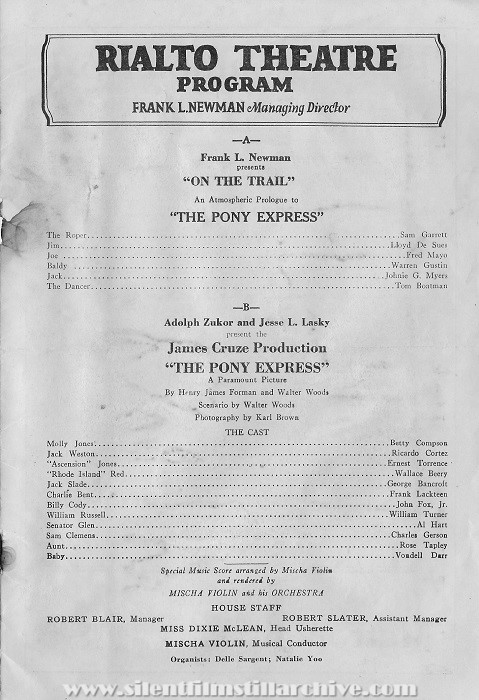 RIALTO THEATRE
PROGRAM
FRANK L. NEWMAN Managing Director
—A—
Frank L. Newman
presents
"ON THE TRAIL"
An Atmospheric Prologue to
"THE PONY EXPRESS"
The Roper....Sam Garrett
Jim....Lloyd De Sues
Joe....Fred Mayo
Baldy....Warren Gustin
Jack....Johnie G. Myers
The Dancer....Tom Boatman
—B—
Adolph Zukor and Jesse L. Lasky
present the
James Cruze Production
"THE PONY EXPRESS"
A Paramount Picture
By Henry James Forman and Walter Woods
Scenario by Walter Woods
Photography by Karl Brown
THE CAST
Molly Jones....Betty Compson
Jack Weston....Ricardo Cortez
"Ascension" Jones....Ernest Torrence
"Rhode Island" Red....Wallace Beery
Jack Slade....George Bancroft
Charlie Bent....Frank Lackteen
Billy Cody....John Fox, Jr.
William Russell....William Turner
Senator Glen....Al Hart
Sam Clemens....Charles Gerson
Aunt....Rose Tapley
Baby....Vondell Darr
Special Music Score arranged by Mischa Violin
and rendered by
MISCHA VIOLIN and his ORCHESTRA
HOUSE STAFF
ROBERT BLAIR, Manager ROBERT SLATER, Assistant Manager
MISS DIXIE McLEAN, Head Usherette
MISCHA VIOLIN, Musical Conductor
Organists: Delle Sargent; Natalie Yoo
www.silentfilmstillarchive.com